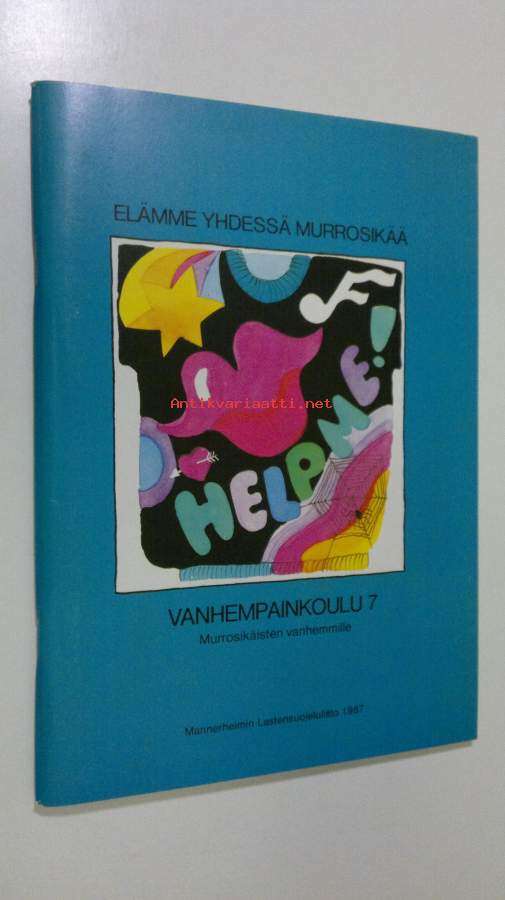 ELÄMME YHDESSÄ MURROSIKÄÄ
Antikvariaatti.net
HELP ME!
VANHEMPAINKOULU 7
Murrosikäisten vanhemmille
Mannerheimin Lastensuojeluliitto 1987